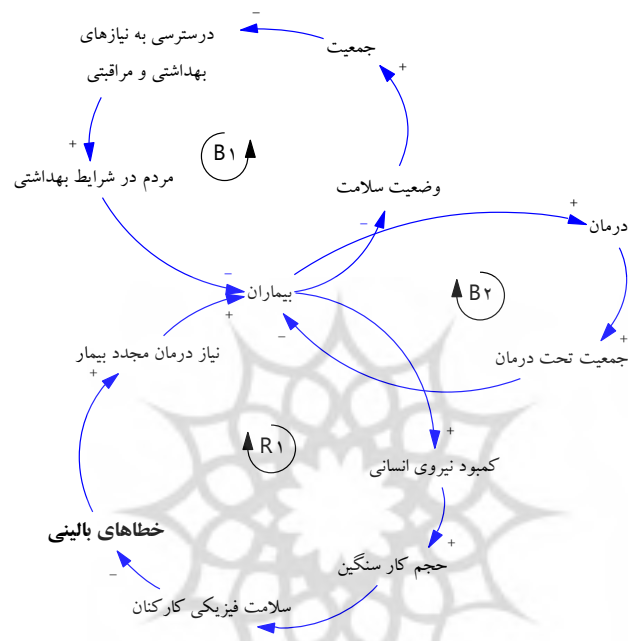 درسترسی به نیازهای
بهداشتی و مراقبتی
جمعیت
−
+
+
B۱
مردم در شرایط بهداشتی
وضعیت سلامت
−
+
درمان
−
بیماران
B۲
+
−
+
نیاز درمان مجدد بیمار
جمعیت تحت درمان
+
R۱
+
کمبود نیروی انسانی
خطاهای بالینی
+
حجم کار سنگین
−
سلامت فیزیکی کارکنان
−